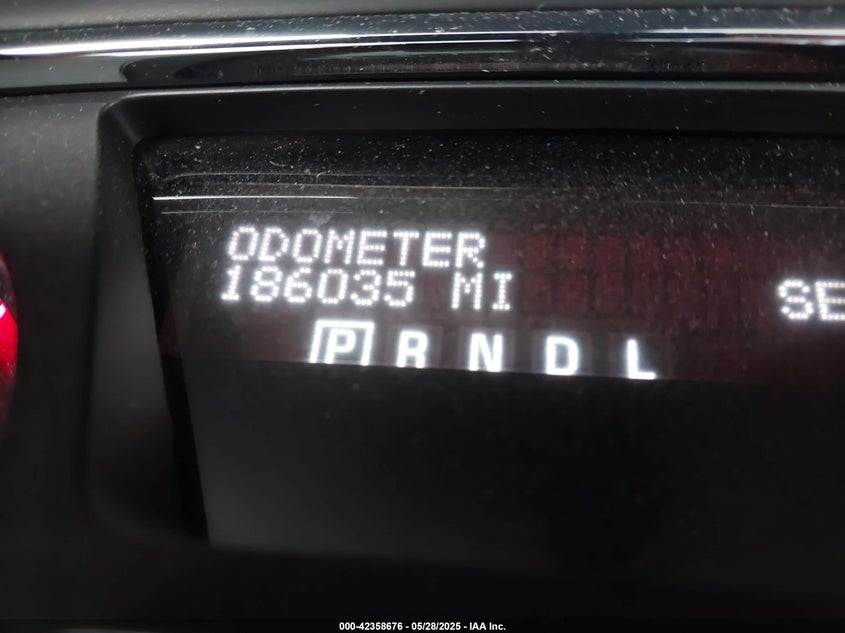 ODOMETER
186035 MI
SE
P R N D L
000-42358676 - 05/28/2025 - IAA Inc.